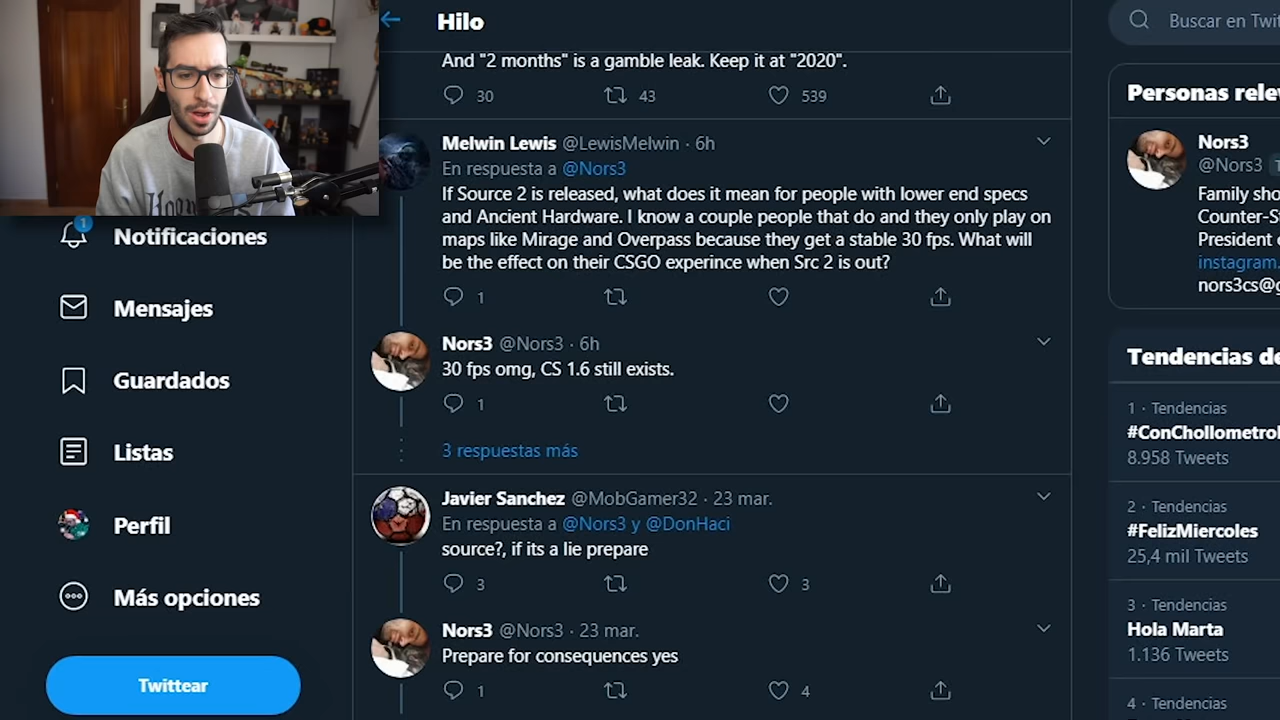 Hilo
Buscar en Twit
And "2 months" is a gamble leak. Keep it at "2020".
30 43 539
Melwin Lewis @LewisMelwin · 6h
En respuesta a @Nors3
If Source 2 is released, what does it mean for people with lower end specs
and Ancient Hardware. I know a couple people that do and they only play on
maps like Mirage and Overpass because they get a stable 30 fps. What will
be the effect on their CSGO experince when Src 2 is out?
1
Nors3 @Nors3 · 6h
30 fps omg, CS 1.6 still exists.
1
3 respuestas más
Javier Sanchez @MobGamer32 · 23 mar.
En respuesta a @Nors3 y @DonHaci
source?, if its a lie prepare
3 3
Nors3 @Nors3 · 23 mar.
Prepare for consequences yes
1 4
1
Notificaciones
Mensajes
Guardados
Listas
Perfil
Más opciones
Twittear
Personas relev
Nors3
@Nors3
Family sho
Counter-S
President o
instagram.
nors3cs@g
Tendencias de
1 · Tendencias
#ConChollometrol
8.958 Tweets
2 · Tendencias
#FelizMiercoles
25,4 mil Tweets
3 · Tendencias
Hola Marta
1.136 Tweets
4 · Tendencias